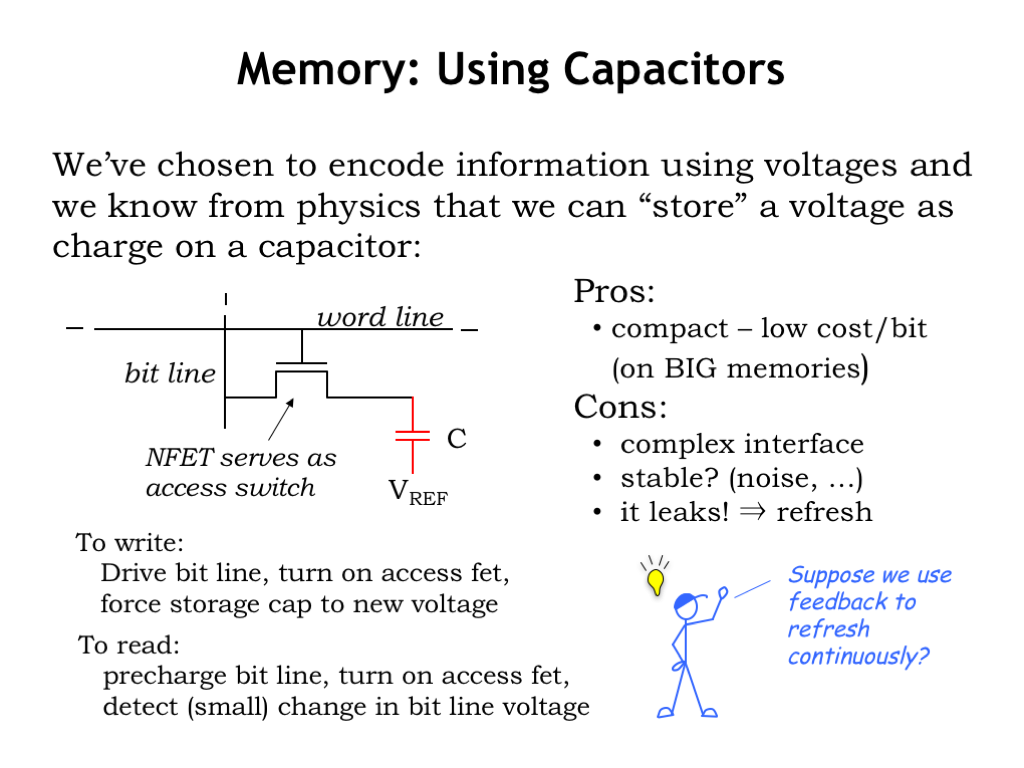 Memory: Using Capacitors
We’ve chosen to encode information using voltages and
we know from physics that we can “store” a voltage as
charge on a capacitor:
word line
bit line
NFET serves as
access switch
C
VREF
Pros:
• compact – low cost/bit
(on BIG memories)
Cons:
• complex interface
• stable? (noise, …)
• it leaks! ⇒ refresh
To write:
Drive bit line, turn on access fet,
force storage cap to new voltage
To read:
precharge bit line, turn on access fet,
detect (small) change in bit line voltage
Suppose we use
feedback to
refresh
continuously?